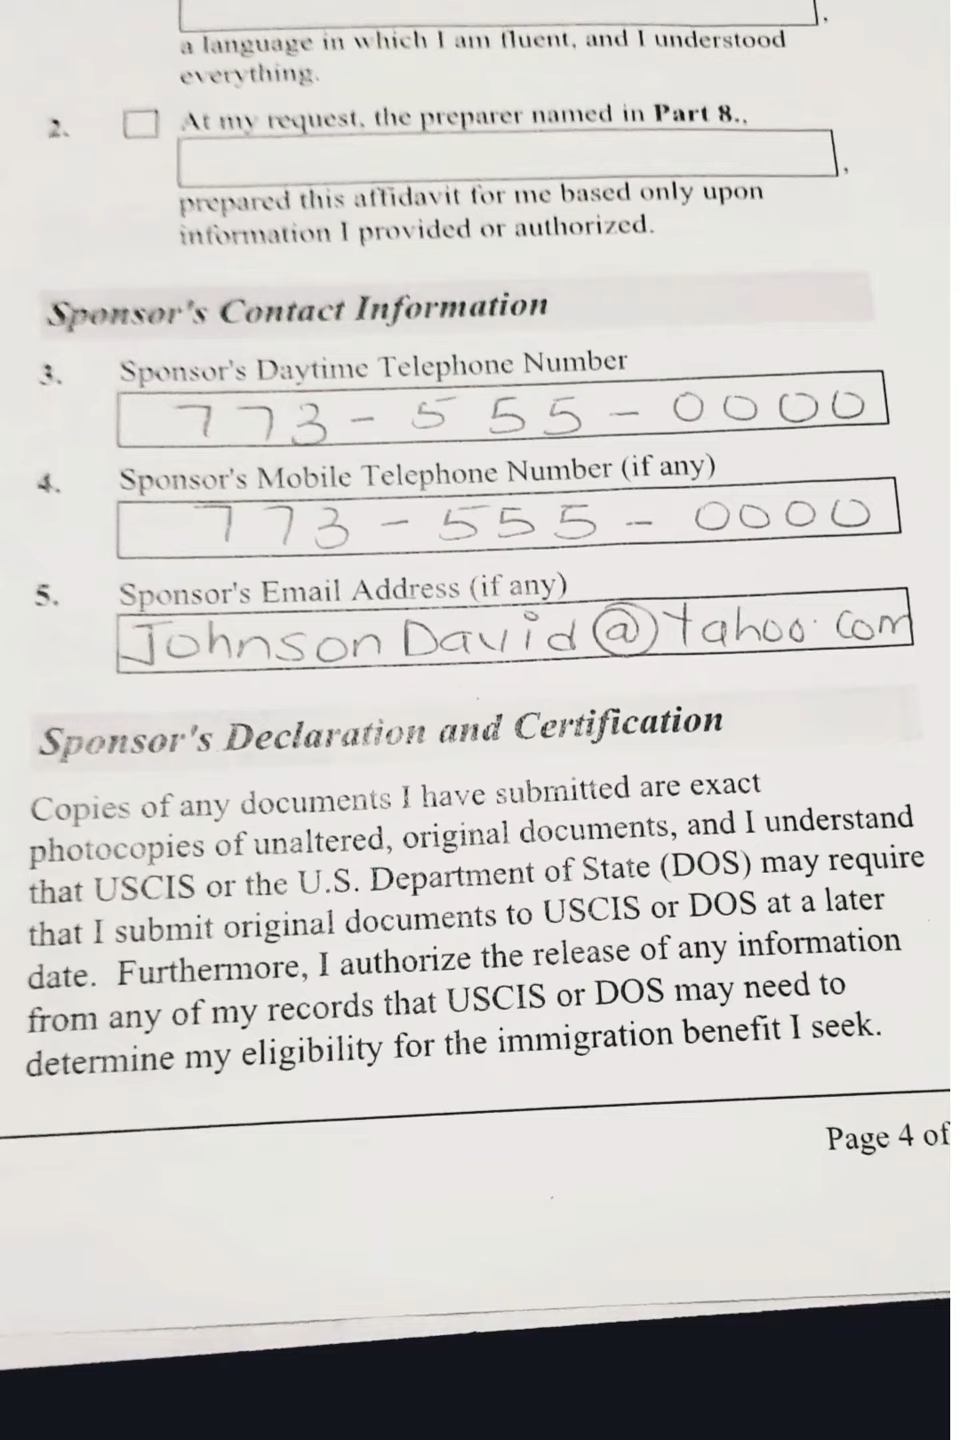 a language in which I am fluent, and I understood
everything.
2. At my request, the preparer named in Part 8.,
,
prepared this affidavit for me based only upon
information I provided or authorized.
Sponsor's Contact Information
3. Sponsor's Daytime Telephone Number
773-555-0000
4. Sponsor's Mobile Telephone Number (if any)
773-555-0000
5. Sponsor's Email Address (if any)
JohnsonDavid@Yahoo.com
Sponsor's Declaration and Certification
Copies of any documents I have submitted are exact
photocopies of unaltered, original documents, and I understand
that USCIS or the U.S. Department of State (DOS) may require
that I submit original documents to USCIS or DOS at a later
date. Furthermore, I authorize the release of any information
from any of my records that USCIS or DOS may need to
determine my eligibility for the immigration benefit I seek.
Page 4 of